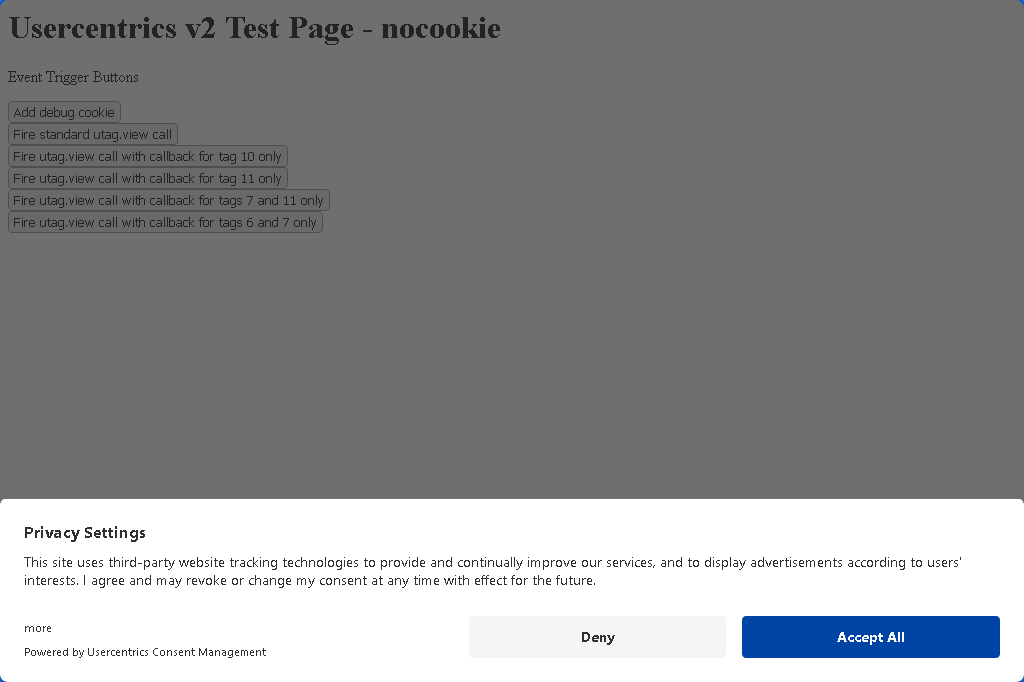 Usercentrics v2 Test Page - nocookie
Event Trigger Buttons
Add debug cookie
Fire standard utag.view call
Fire utag.view call with callback for tag 10 only
Fire utag.view call with callback for tag 11 only
Fire utag.view call with callback for tags 7 and 11 only
Fire utag.view call with callback for tags 6 and 7 only
Privacy Settings
This site uses third-party website tracking technologies to provide and continually improve our services, and to display advertisements according to users'
interests. I agree and may revoke or change my consent at any time with effect for the future.
more
Powered by Usercentrics Consent Management
Deny
Accept All